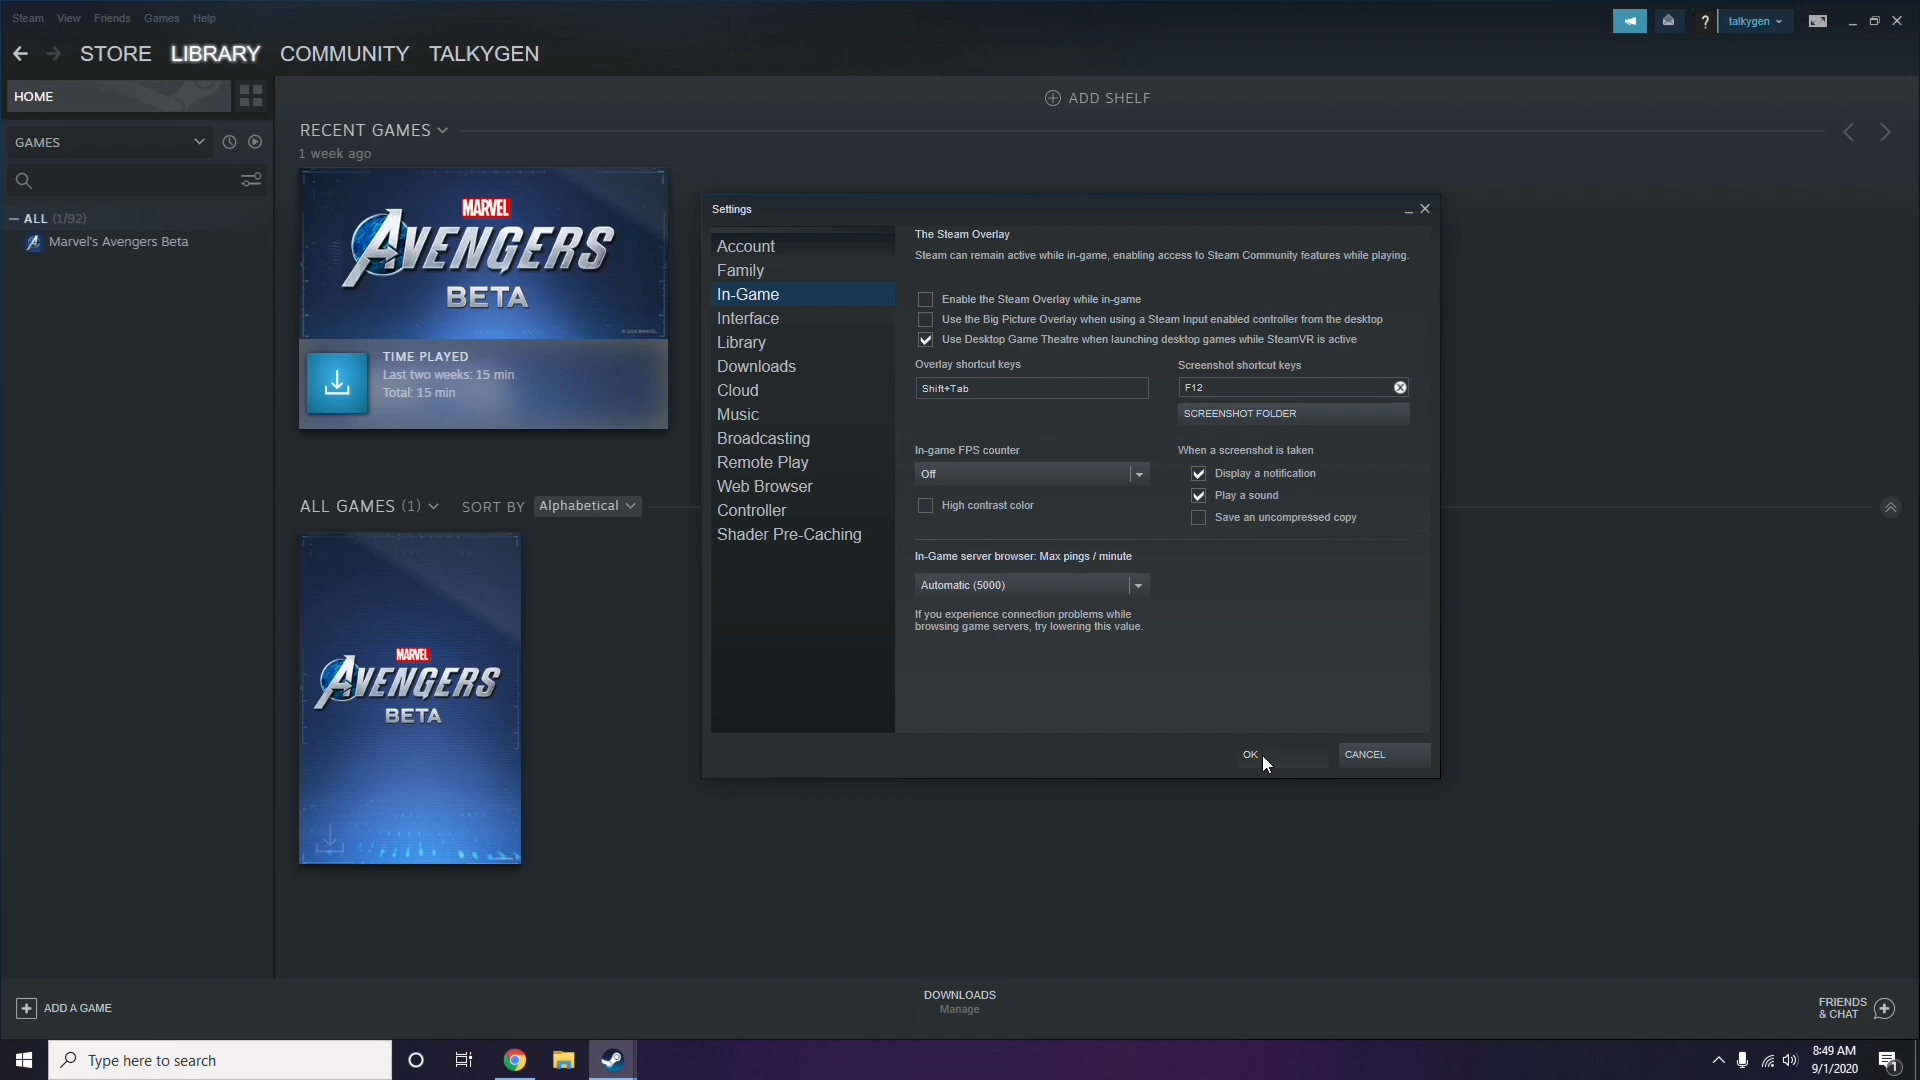 Steam View Friends Games Help
talkygen
STORE LIBRARY COMMUNITY TALKYGEN
HOME
ADD SHELF
GAMES
RECENT GAMES
1 week ago
ALL (1/92)
Marvel's Avengers Beta
MARVEL
AVENGERS
BETA
TIME PLAYED
Last two weeks: 15 min
Total: 15 min
ALL GAMES (1) SORT BY Alphabetical
MARVEL
AVENGERS
BETA
Settings
Account
Family
In-Game
Interface
Library
Downloads
Cloud
Music
Broadcasting
Remote Play
Web Browser
Controller
Shader Pre-Caching
The Steam Overlay
Steam can remain active while in-game, enabling access to Steam Community features while playing.
Enable the Steam Overlay while in-game
Use the Big Picture Overlay when using a Steam Input enabled controller from the desktop
Use Desktop Game Theatre when launching desktop games while SteamVR is active
Overlay shortcut keys
Shift+Tab
Screenshot shortcut keys
F12
SCREENSHOT FOLDER
In-game FPS counter
Off
High contrast color
When a screenshot is taken
Display a notification
Play a sound
Save an uncompressed copy
In-Game server browser: Max pings / minute
Automatic (5000)
If you experience connection problems while
browsing game servers, try lowering this value.
OK
CANCEL
ADD A GAME
DOWNLOADS
Manage
FRIENDS
& CHAT
Type here to search
8:49 AM
9/1/2020
1